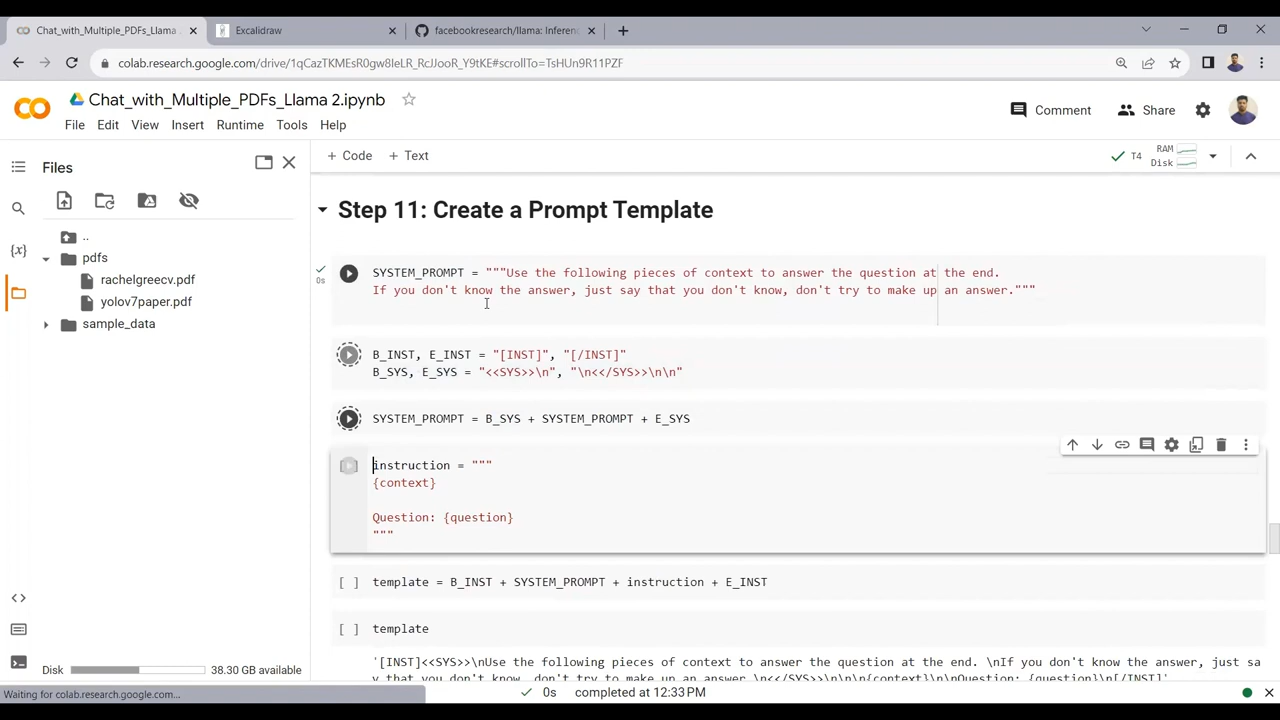 Chat_with_Multiple_PDFs_Llama
Excalidraw
facebookresearch/llama: Inferenc
colab.research.google.com/drive/1qCazTKMEsR0gw8IeLR_RcJJooR_Y9tKE#scrollTo=TsHUn9R11PZF
Chat_with_Multiple_PDFs_Llama 2.ipynb
Comment
Share
File Edit View Insert Runtime Tools Help
Files
+ Code + Text
T4
RAM
Disk
..
pdfs
rachelgreecv.pdf
yolov7paper.pdf
sample_data
Step 11: Create a Prompt Template
0s
SYSTEM_PROMPT = """Use the following pieces of context to answer the question at the end.
If you don't know the answer, just say that you don't know, don't try to make up an answer."""
B_INST, E_INST = "[INST]", "[/INST]"
B_SYS, E_SYS = "<<SYS>>\n", "\n<</SYS>>\n\n"
SYSTEM_PROMPT = B_SYS + SYSTEM_PROMPT + E_SYS
instruction = """
{context}
Question: {question}
"""
[ ] template = B_INST + SYSTEM_PROMPT + instruction + E_INST
[ ] template
'[INST]<<SYS>>\nUse the following pieces of context to answer the question at the end. \nIf you don't know the answer, just sa
y that you don't know, don't try to make up an answer.\n<</SYS>>\n\n\n{context}\n\nQuestion: {question}\n[/INST]'
Disk
38.30 GB available
Waiting for colab.research.google.com...
0s completed at 12:33 PM